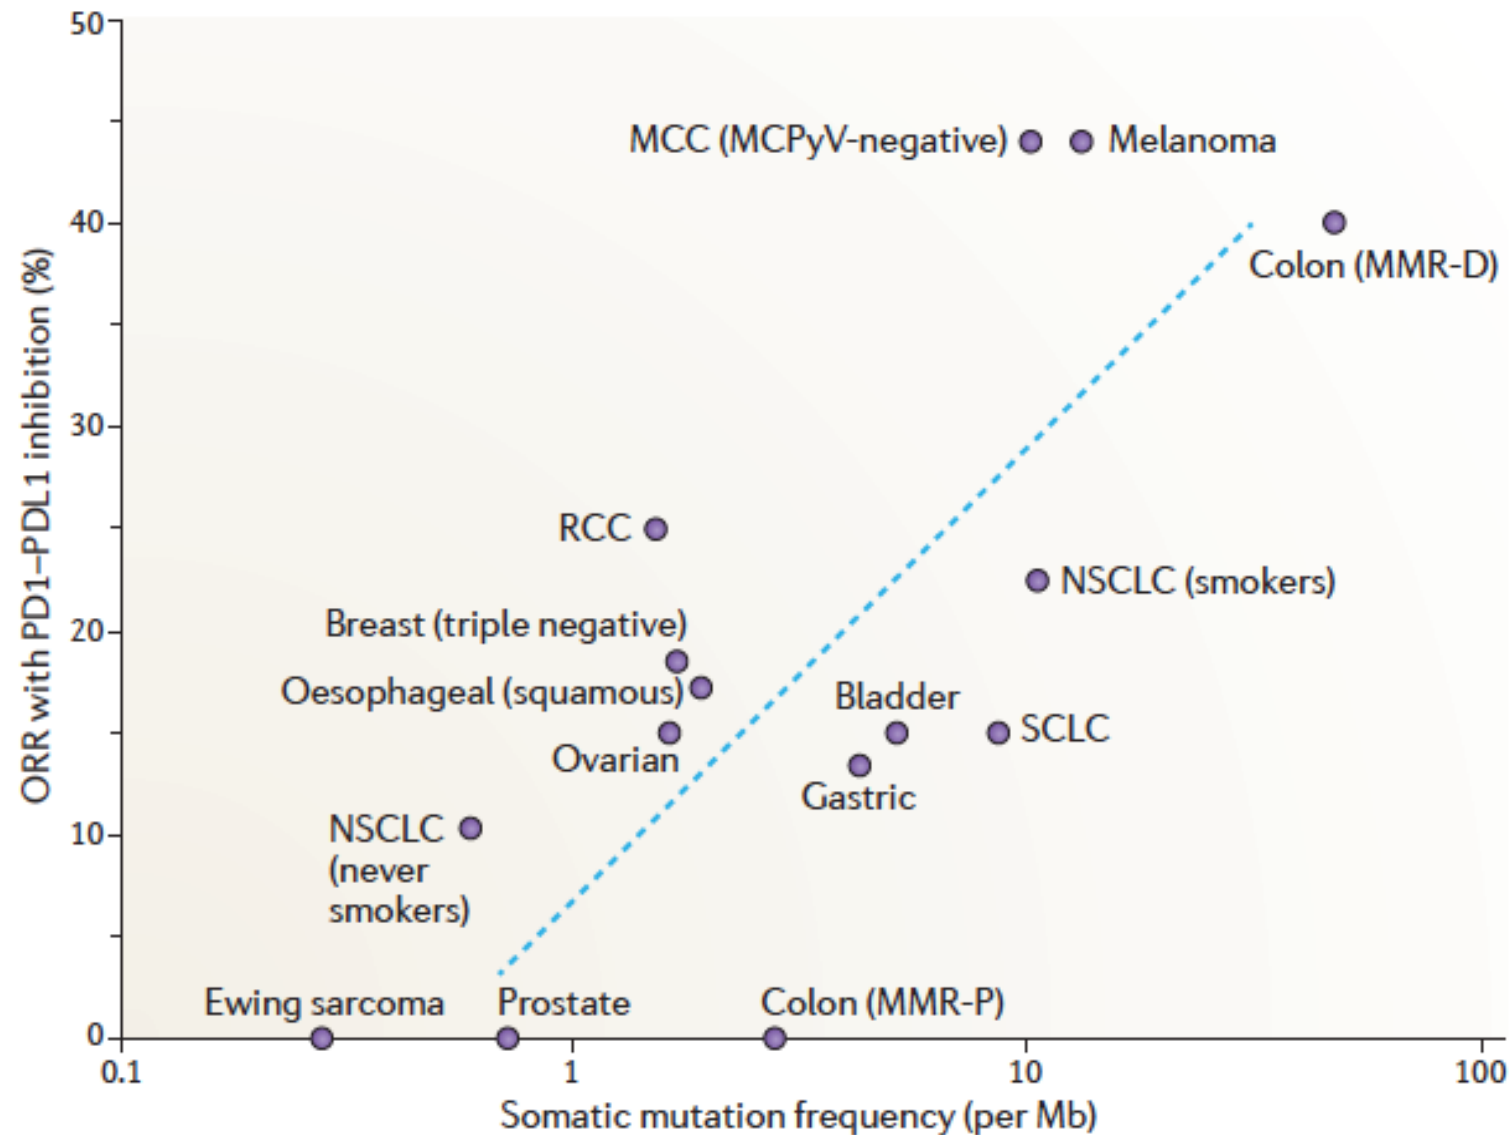 50
MCC (MCPyV-negative)
Melanoma
40
Colon (MMR-D)
ORR with PD1–PDL1 inhibition (%)
30
RCC
NSCLC (smokers)
20
Breast (triple negative)
Oesophageal (squamous)
Bladder
SCLC
Ovarian
Gastric
10
NSCLC
(never
smokers)
Ewing sarcoma
Prostate
Colon (MMR-P)
0
0.1
1
10
100
Somatic mutation frequency (per Mb)